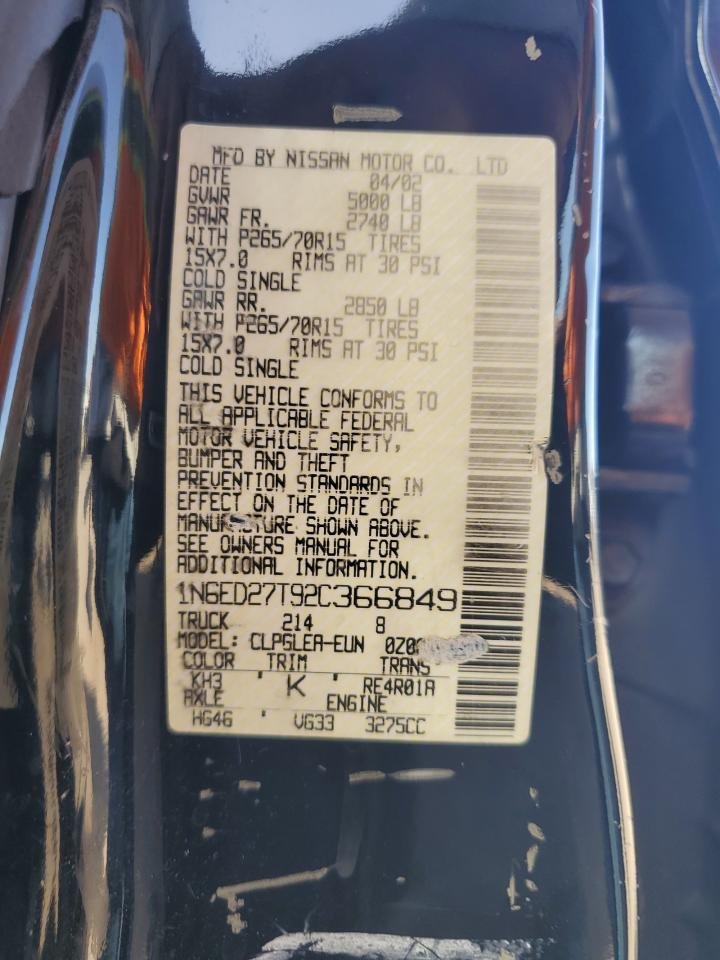 MFD BY NISSAN MOTOR CO., LTD
DATE 04/02
GVWR 5000 LB
GAWR FR. 2740 LB
WITH P265/70R15 TIRES
15X7.0 RIMS AT 30 PSI
COLD SINGLE
GAWR RR. 2850 LB
WITH P265/70R15 TIRES
15X7.0 RIMS AT 30 PSI
COLD SINGLE
THIS VEHICLE CONFORMS TO
ALL APPLICABLE FEDERAL
MOTOR VEHICLE SAFETY,
BUMPER AND THEFT
PREVENTION STANDARDS IN
EFFECT ON THE DATE OF
MANUFACTURE SHOWN ABOVE.
SEE OWNERS MANUAL FOR
ADDITIONAL INFORMATION.
1N6ED27T92C366849
TRUCK 214 8
MODEL: CLPGLEA-EUN
COLOR TRIM TRANS
KH3 ' K ' RE4R01A
AXLE ENGINE
HG46 ' VG33 3275CC